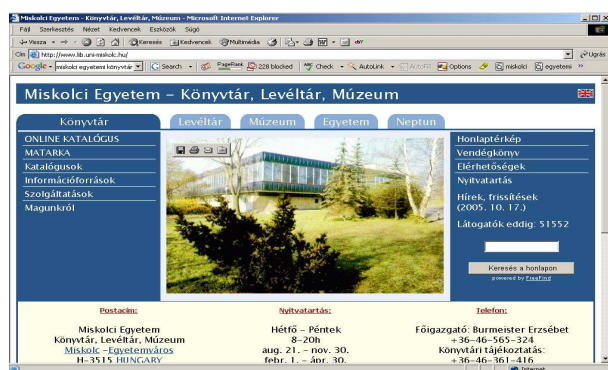 Miskolci Egyetem - Könyvtár, Levéltár, Múzeum - Microsoft Internet Explorer
Fájl Szerkesztés Nézet Kedvencek Eszközök Súgó
Vissza Keresés Kedvencek Multimédia
Cím http://www.lib.uni-miskolc.hu/ Ugrás
Google miskolci egyetemi könyvtár Search PageRank 228 blocked Check AutoLink AutoFill Options miskolci egyetemi
Miskolci Egyetem – Könyvtár, Levéltár, Múzeum
Könyvtár Levéltár Múzeum Egyetem Neptun
ONLINE KATALÓGUS
MATARKA
Katalógusok
Információforrások
Szolgáltatások
Magunkról
Honlaptérkép
Vendégkönyv
Elérhetőségek
Nyitvatartás
Hírek, frissítések
(2005. 10. 17.)
Látogatók eddig: 51552
Keresés a honlapon
powered by FreeFind
Postacím:
Miskolci Egyetem
Könyvtár, Levéltár, Múzeum
Miskolc -Egyetemváros
H-3515 HUNGARY
Nyitvatartás:
Hétfő - Péntek
8-20h
aug. 21. - nov. 30.
febr. 1. - ápr. 30.
Telefon:
Főigazgató: Burmeister Erzsébet
+36-46-565-324
Könyvtári tájékoztatás:
+36-46-361-416
Internet